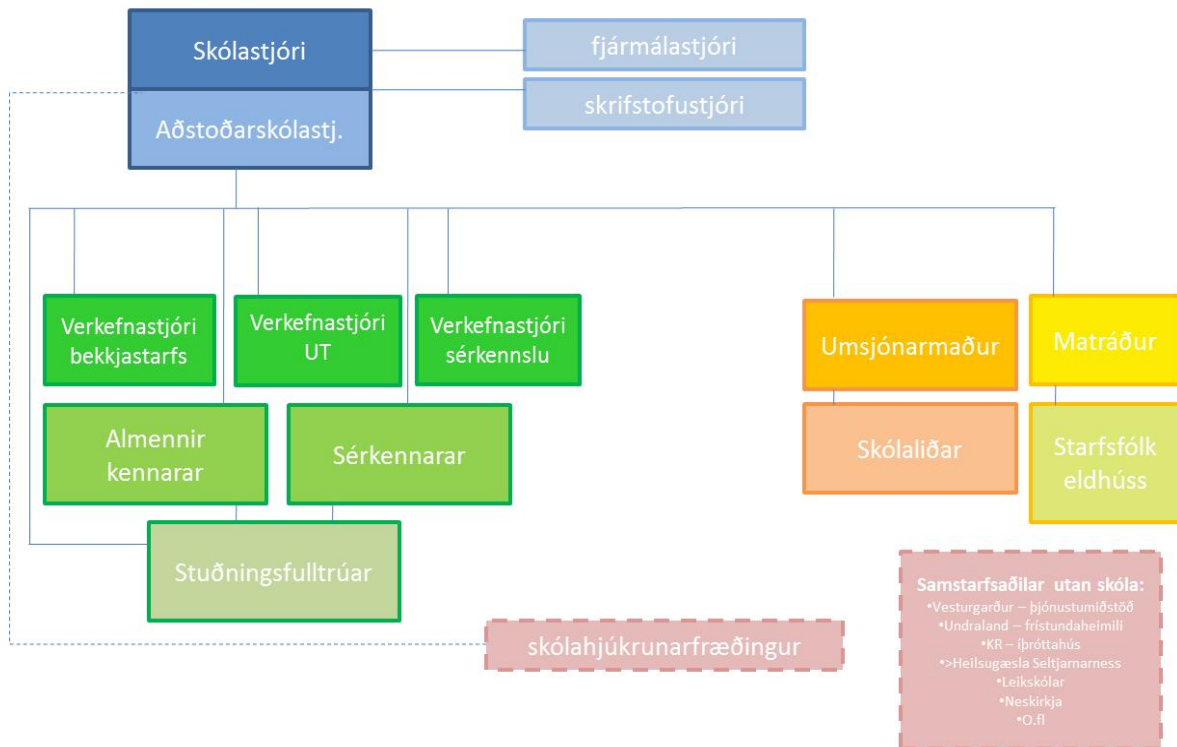 Skólastjóri
fjármálastjóri
skrifstofustjóri
Aðstoðarskólastj.
Verkefnastjóri
bekkjastarfs
Verkefnastjóri
UT
Verkefnastjóri
sérkennslu
Umsjónarmaður
Matráður
Almennir
kennarar
Sérkennarar
Skólaliðar
Starfsfólk
eldhúss
Stuðningsfulltrúar
skólahjúkrunarfræðingur
Samstarfsaðilar utan skóla:
•Vesturgarður – þjónustumiðstöð
•Undraland – frístundaheimili
•KR – íþróttahús
•>Heilsugæsla Seltjarnarness
•Leikskólar
•Neskirkja
•O.fl